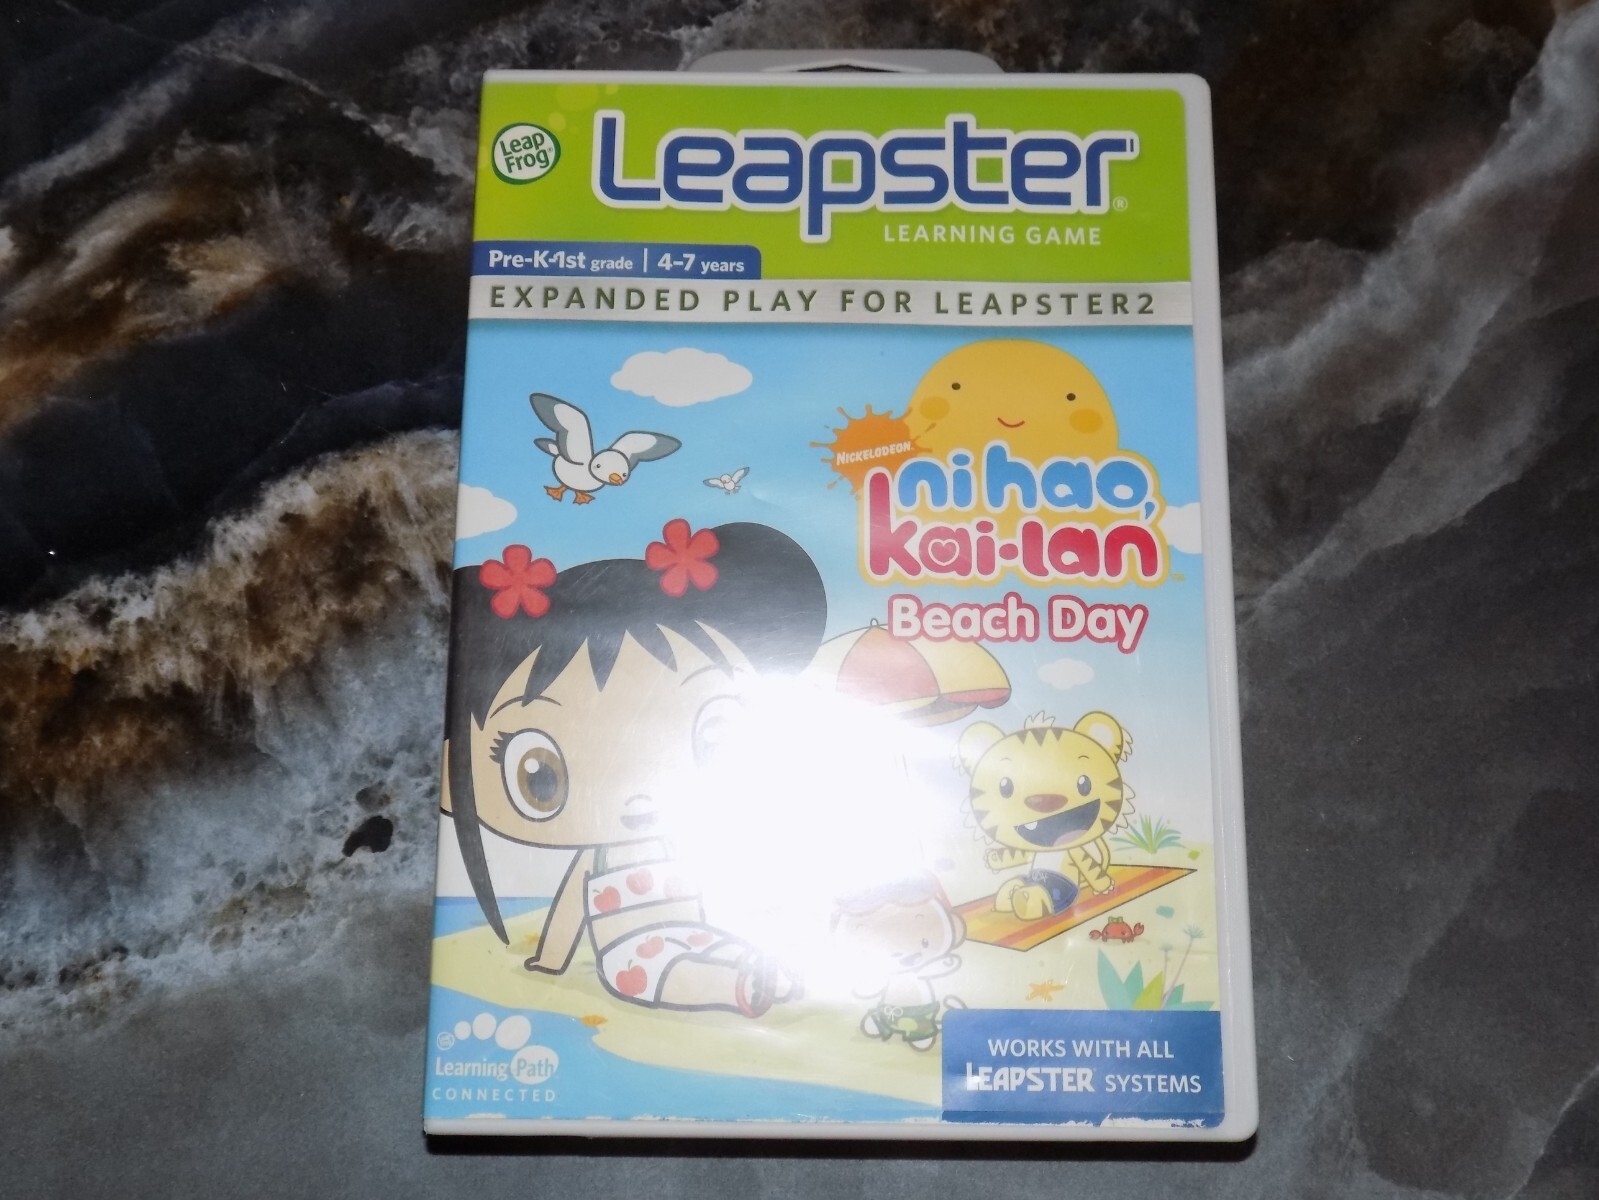 Leap
Frog®
Leapster®
LEARNING GAME
Pre-K-1st grade | 4-7 years
EXPANDED PLAY FOR LEAPSTER2
NICKELODEON
ni hao,
kai-lan
Beach Day
Learning Path
CONNECTED
WORKS WITH ALL
LEAPSTER SYSTEMS